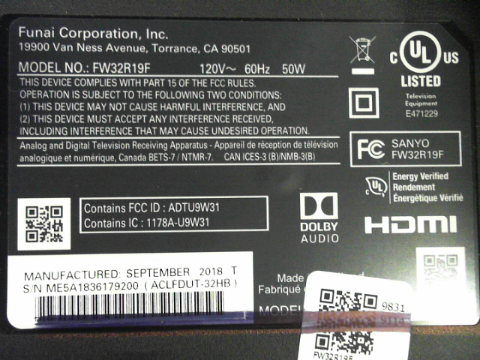 Funai Corporation, Inc.
19900 Van Ness Avenue, Torrance, CA 90501
MODEL NO.: FW32R19F 120V~ 60Hz 50W
THIS DEVICE COMPLIES WITH PART 15 OF THE FCC RULES.
OPERATION IS SUBJECT TO THE FOLLOWING TWO CONDITIONS:
(1) THIS DEVICE MAY NOT CAUSE HARMFUL INTERFERENCE, AND
(2) THIS DEVICE MUST ACCEPT ANY INTERFERENCE RECEIVED,
INCLUDING INTERFERENCE THAT MAY CAUSE UNDESIRED OPERATION.
Analog and Digital Television Receiving Apparatus - Appareil de réception de télévision
analogique et numérique, Canada BETS-7 / NTMR-7. CAN ICES-3 (B)/NMB-3(B)
C UL US
LISTED
Television
Equipment
E471229
FC SANYO
FW32R19F
UL Energy Verified
Rendement
Énergétique Vérifié
Contains FCC ID : ADTU9W31
Contains IC : 1178A-U9W31
DOLBY
AUDIO
HDMI
MANUFACTURED: SEPTEMBER 2018 T
S/N ME5A1836179200 ( ACLFDUT-32HB )
Made
Fabriqué
9831
FW32R19F